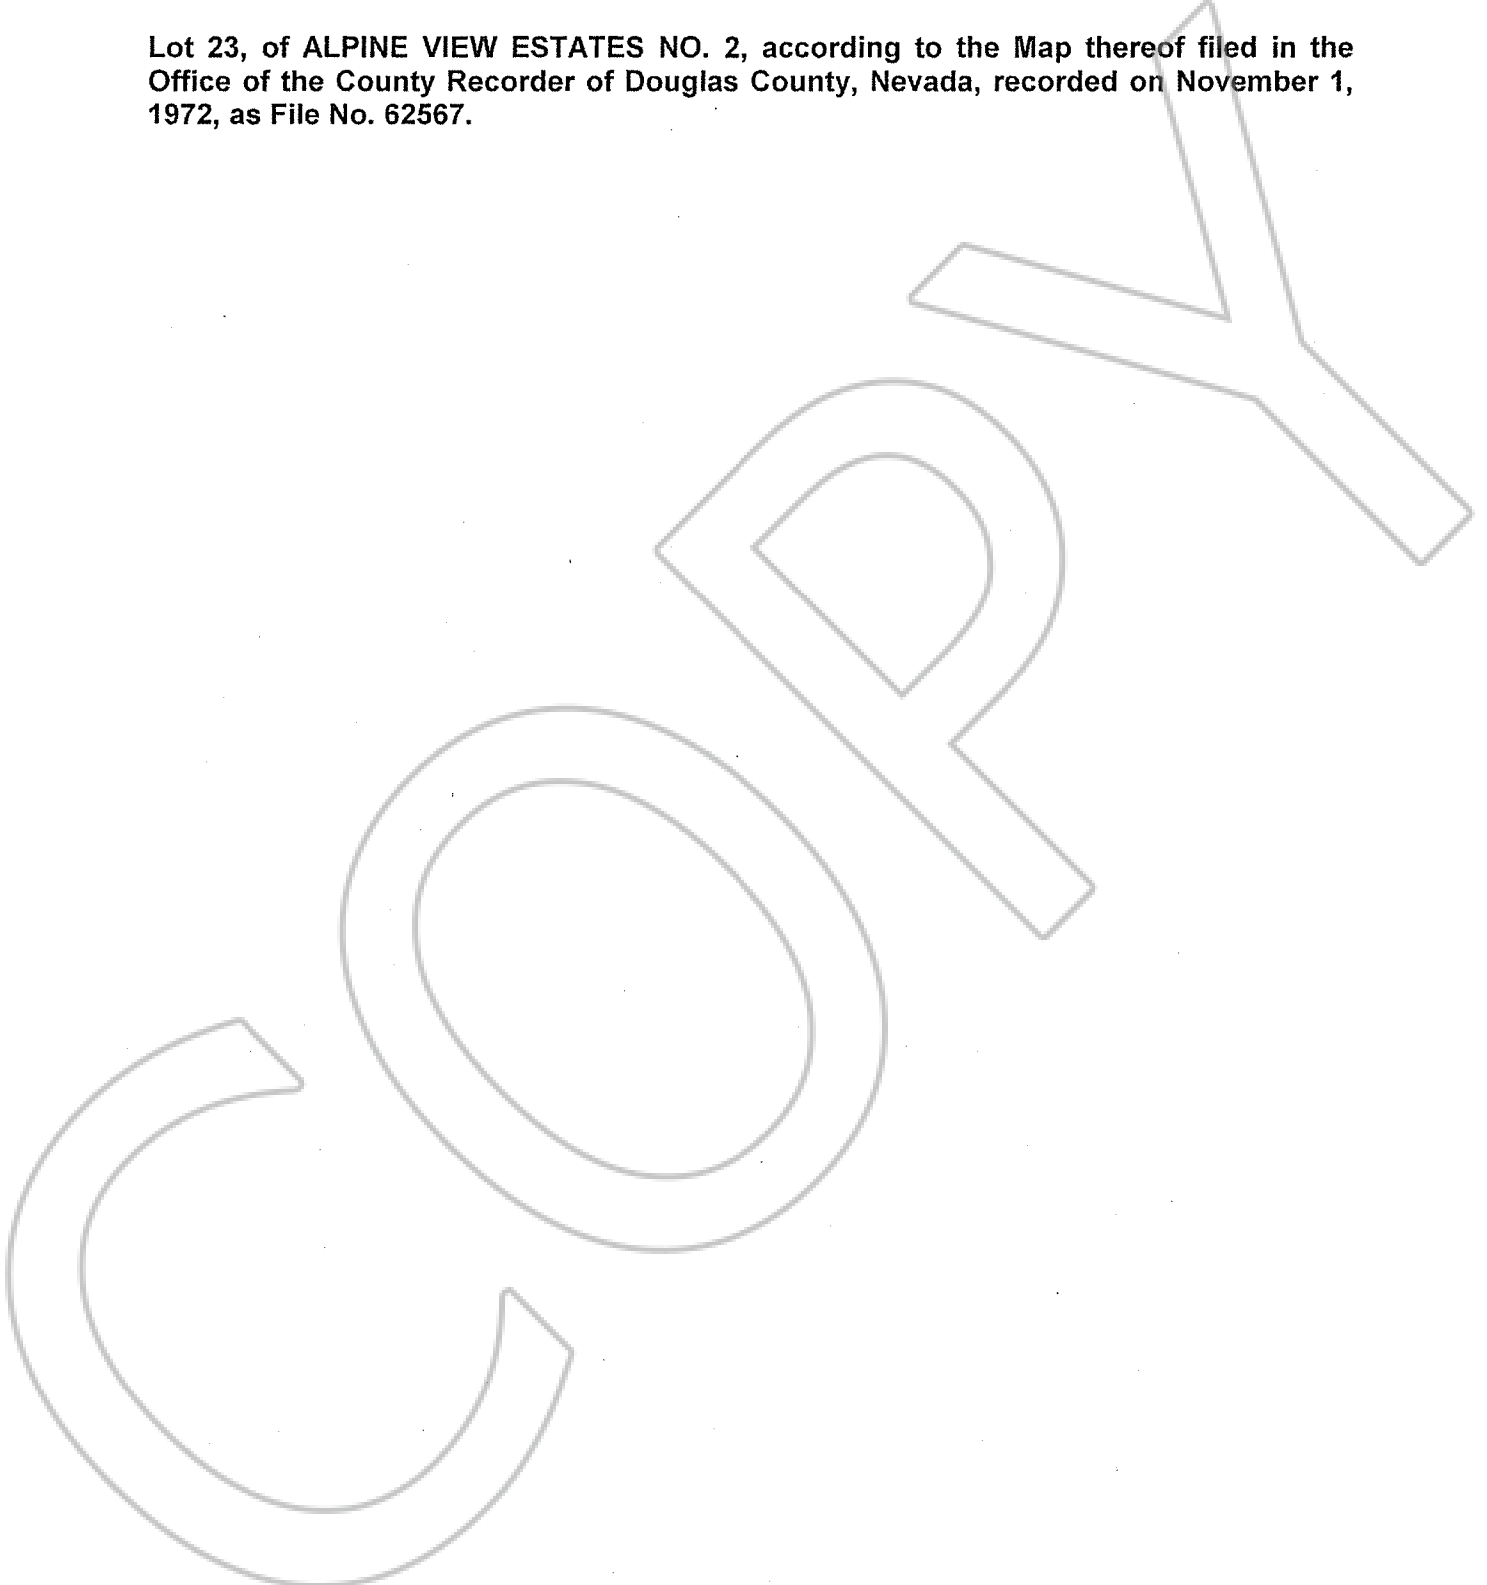 Lot 23, of ALPINE VIEW ESTATES NO. 2, according to the Map thereof filed in the
Office of the County Recorder of Douglas County, Nevada, recorded on November 1,
1972, as File No. 62567.
COPY